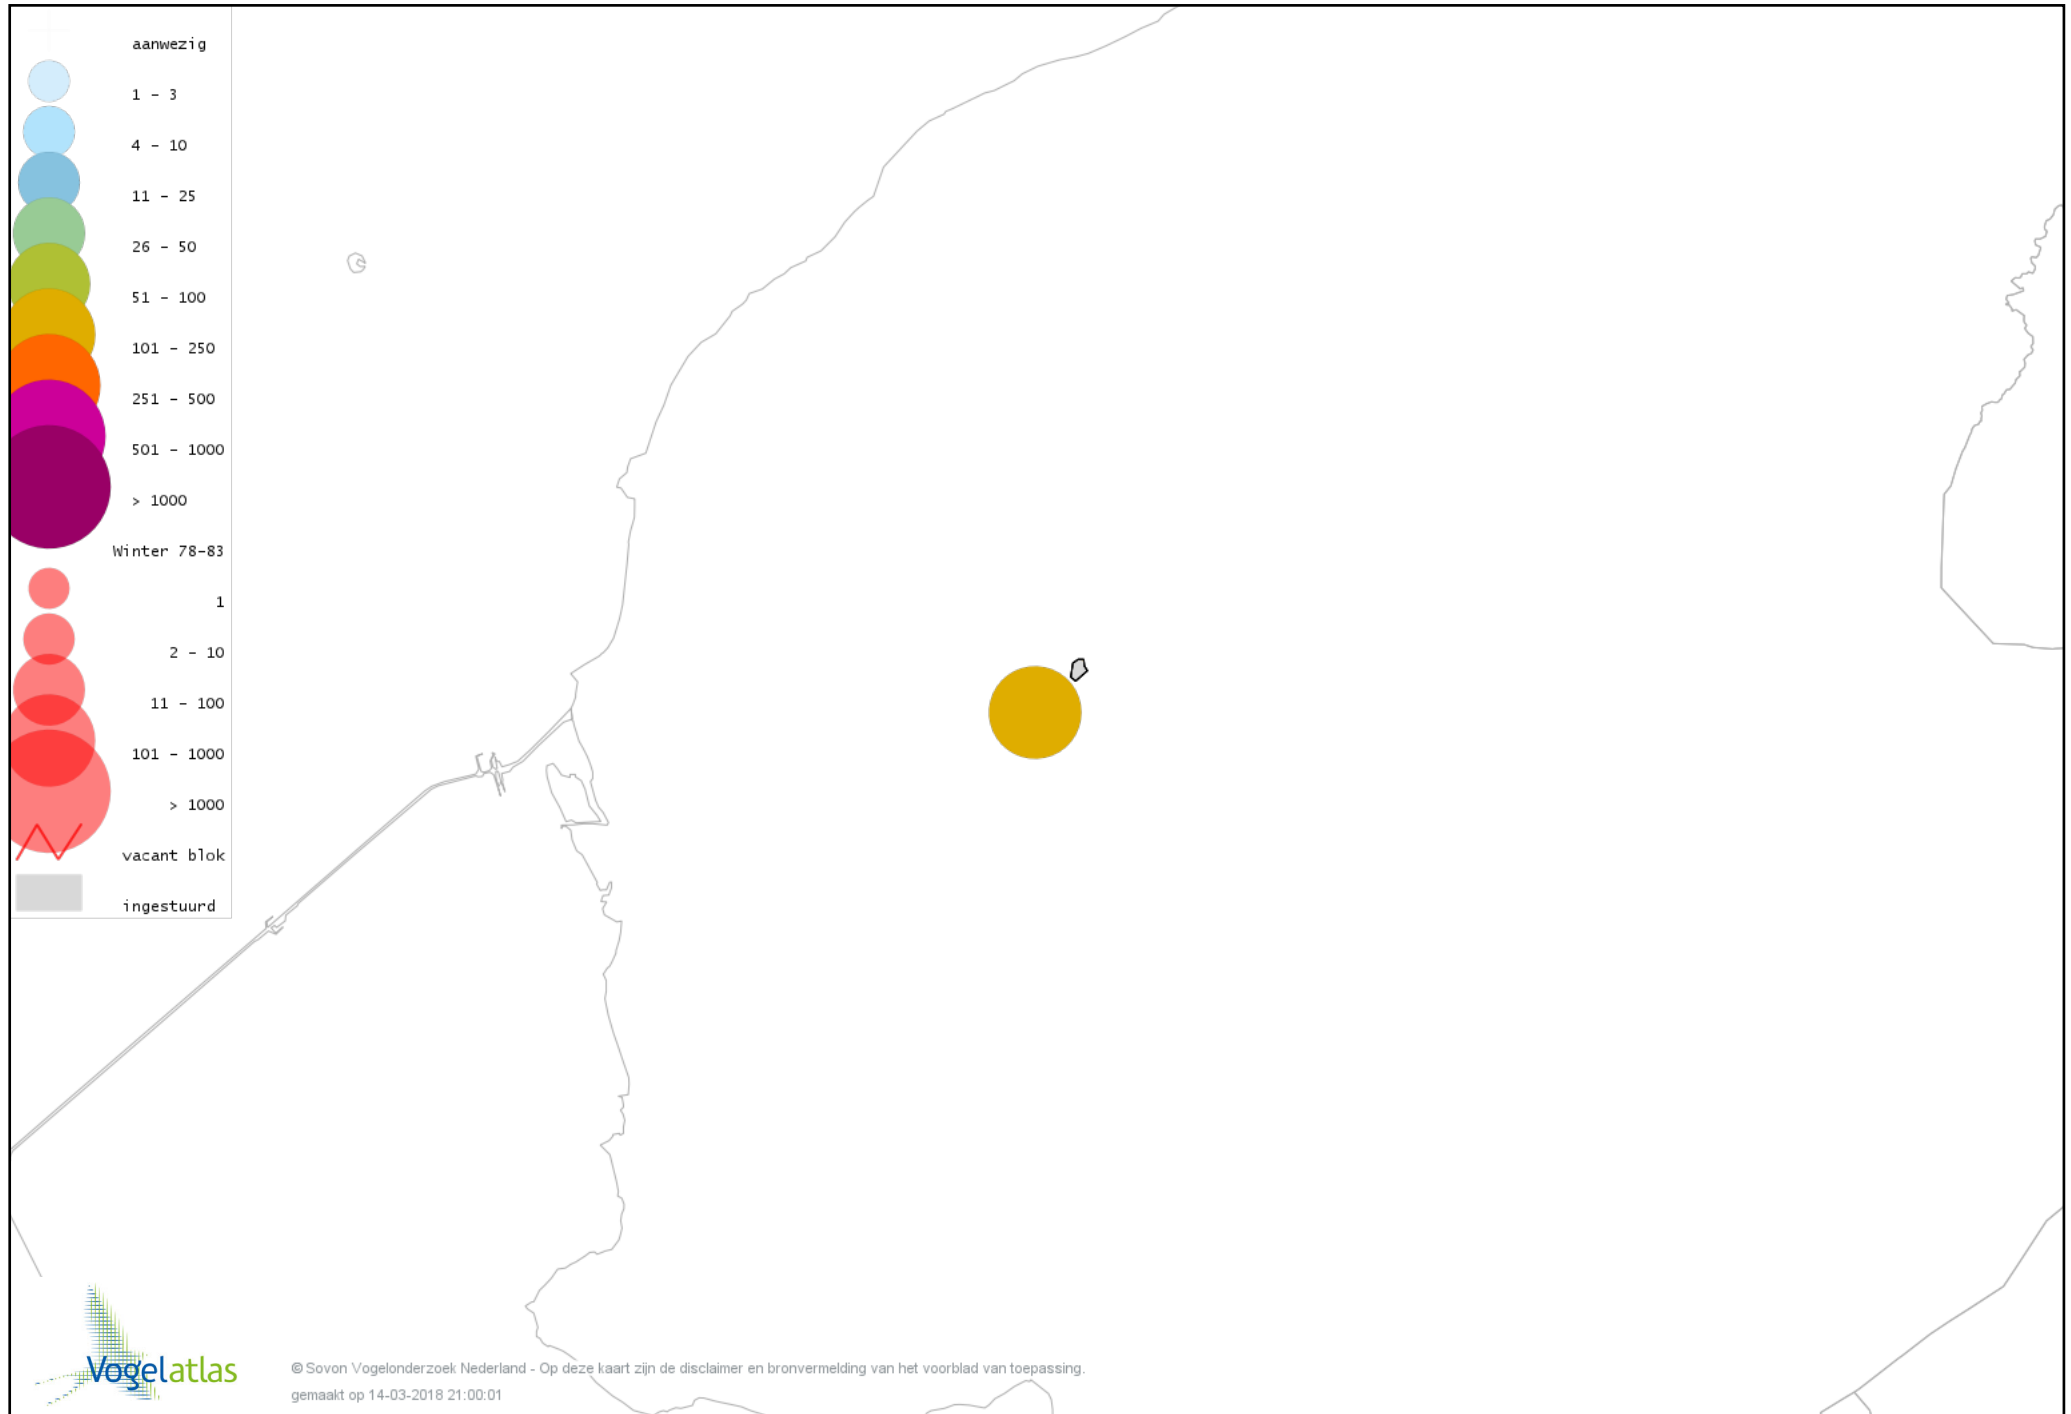 aanwezig
1 - 3
4 - 10
11 - 25
26 - 50
51 - 100
101 - 250
251 - 500
501 - 1000
> 1000
Winter 78-83
1
2 - 10
11 - 100
101 - 1000
> 1000
vacant blok
ingestuurd
Vogelatlas
© Sovon Vogelonderzoek Nederland - Op deze kaart zijn de disclaimer en bronvermelding van het voorblad van toepassing.
gemaakt op 14-03-2018 21:00:01